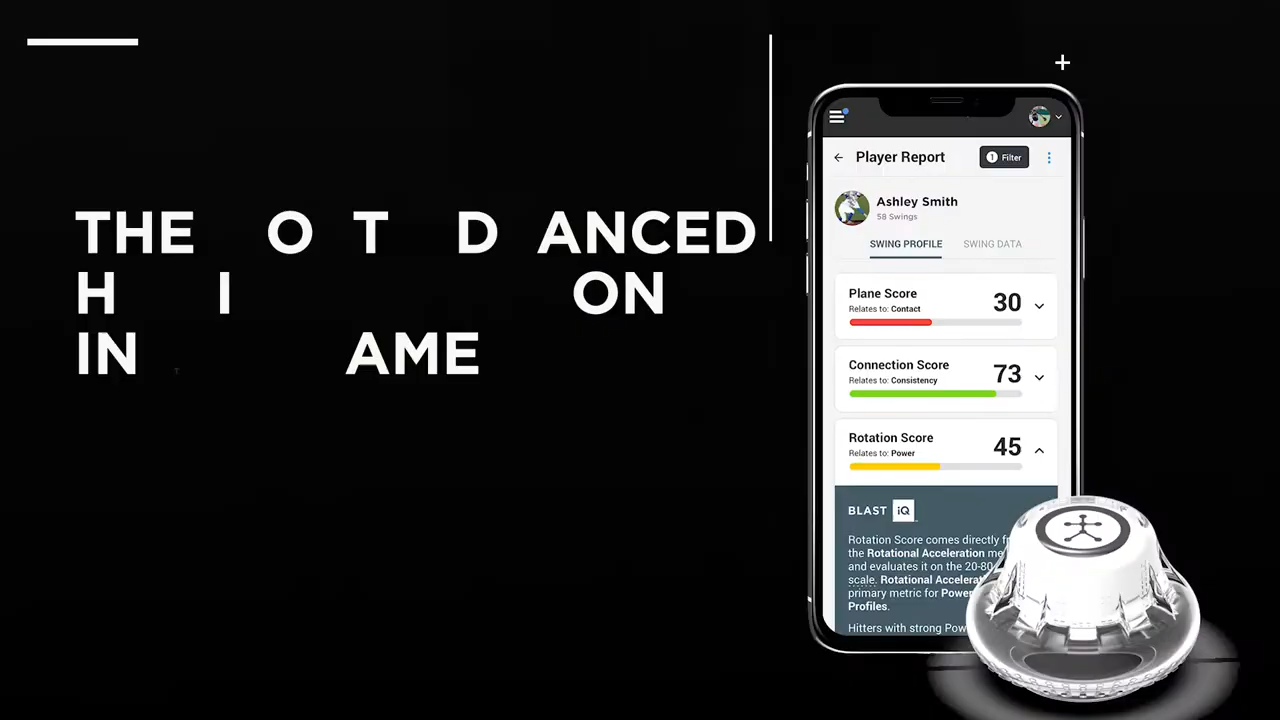 THE O T D ANCED
H I ON
IN AME
Player Report
1 Filter
Ashley Smith
58 Swings
SWING PROFILE SWING DATA
Plane Score
30
Relates to: Contact
Connection Score
73
Relates to: Consistency
Rotation Score
45
Relates to: Power
BLAST iQ
Rotation Score comes directly
the Rotational Acceleration
and evaluates it on the 20-80
scale. Rotational
primary metric for Power
Profiles.
Hitters with strong